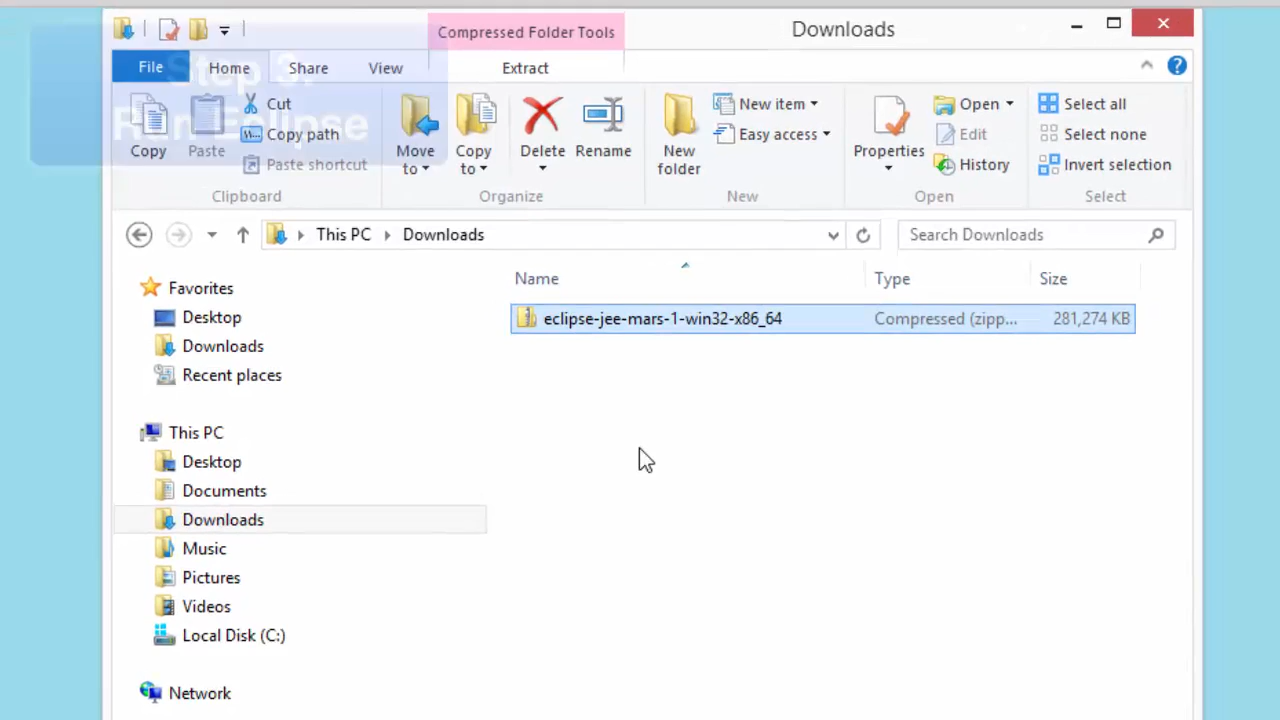 Compressed Folder Tools
Downloads
Step 3:
Run Eclipse
File
Home
Share
View
Extract
Copy
Paste
Cut
Copy path
Paste shortcut
Move to
Copy to
Delete
Rename
New folder
New item
Easy access
Properties
Open
Edit
History
Select all
Select none
Invert selection
Clipboard
Organize
New
Open
Select
This PC
Downloads
Search Downloads
Favorites
Desktop
Downloads
Recent places
This PC
Desktop
Documents
Downloads
Music
Pictures
Videos
Local Disk (C:)
Network
Name
Type
Size
eclipse-jee-mars-1-win32-x86_64
Compressed (zipp...
281,274 KB